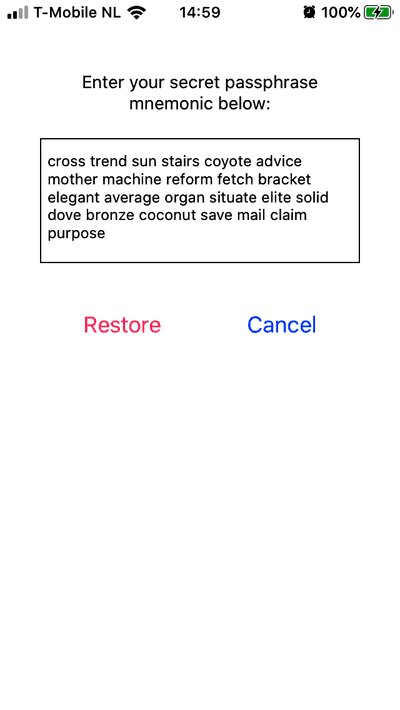 T-Mobile NL 14:59 100%
Enter your secret passphrase
mnemonic below:
cross trend sun stairs coyote advice
mother machine reform fetch bracket
elegant average organ situate elite solid
dove bronze coconut save mail claim
purpose
Restore Cancel